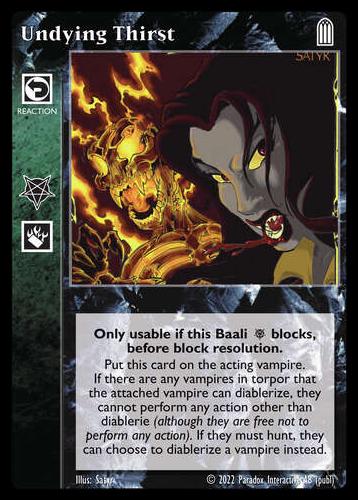 Undying Thirst
SATYR
REACTION
Only usable if this Baali blocks,
before block resolution.
Put this card on the acting vampire.
If there are any vampires in torpor that
the attached vampire can diablerize, they
cannot perform any action other than
diablerie (although they are free not to
perform any action). If they must hunt, they
can choose to diablerize a vampire instead.
Illus: Satyr
© 2022 Paradox Interactive AB (publ)